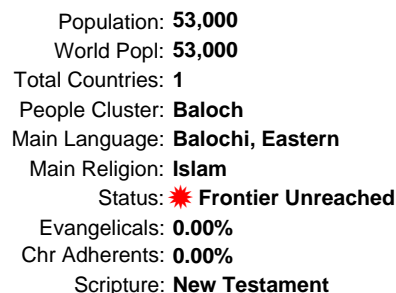 Population: 53,000
World Popl: 53,000
Total Countries: 1
People Cluster: Baloch
Main Language: Balochi, Eastern
Main Religion: Islam
Status: Frontier Unreached
Evangelicals: 0.00%
Chr Adherents: 0.00%
Scripture: New Testament